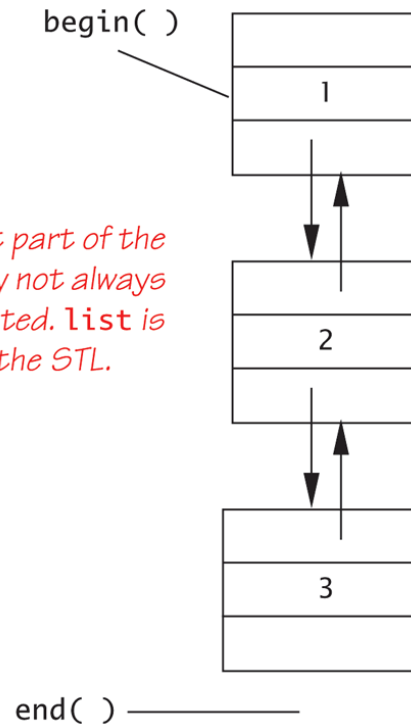 begin( )
1
part of the
not always
ted. list is
the STL.
2
3
end( )